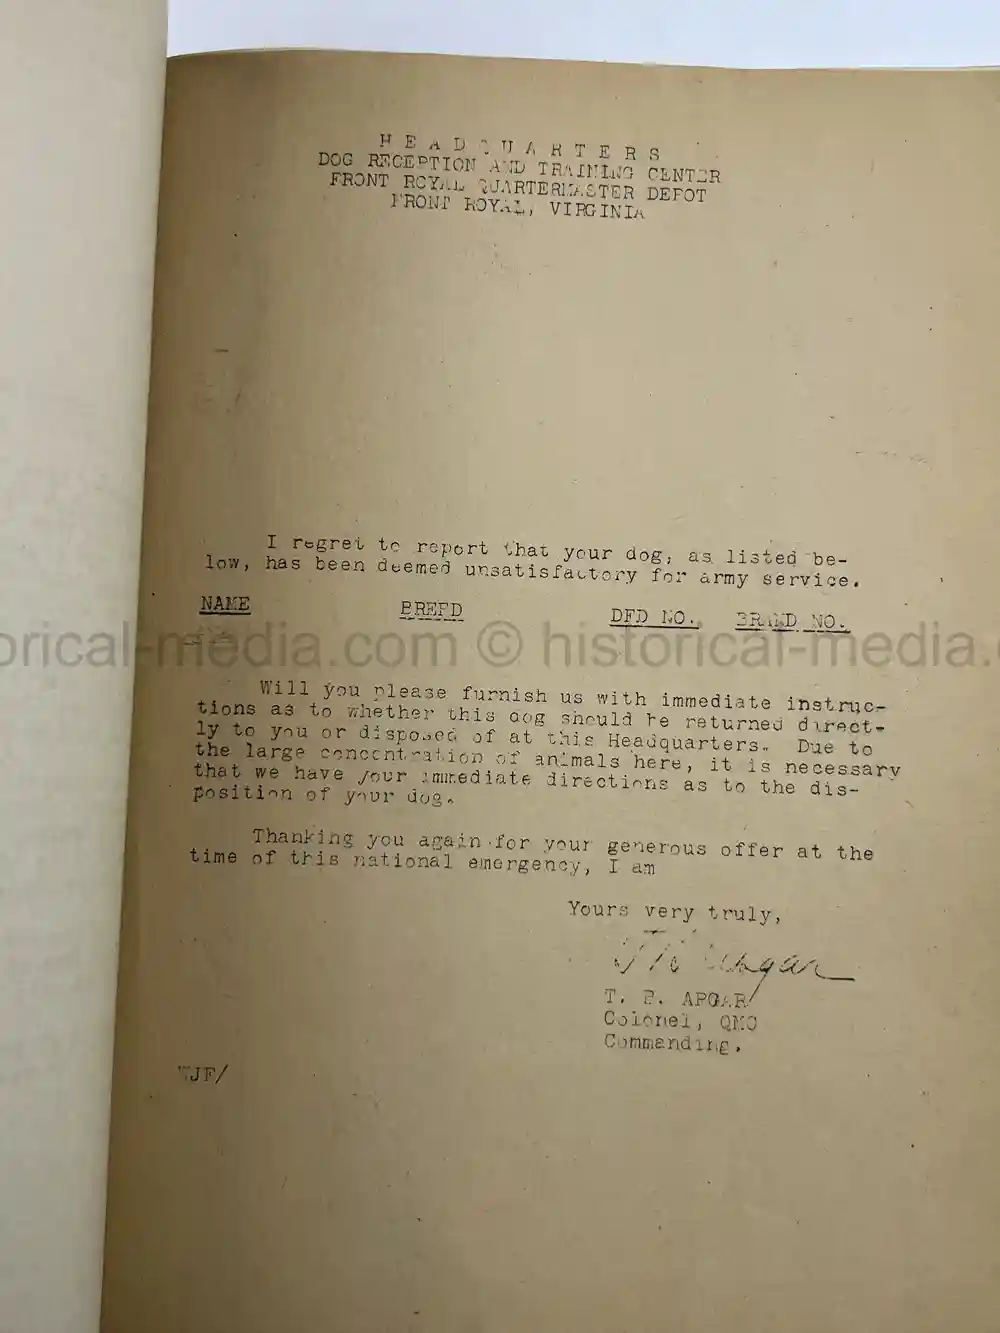 HEADQUARTERS
DOG RECEPTION AND TRAINING CENTER
FRONT ROYAL QUARTERMASTER DEPOT
FRONT ROYAL, VIRGINIA
I regret to report that your dog, as listed be-
low, has been deemed unsatisfactory for army service.
NAME BREED DFD NO. BRAND NO.
orical-media.com © historical-media.
Will you please furnish us with immediate instruc-
tions as to whether this dog should be returned direct-
ly to you or disposed of at this Headquarters. Due to
the large concentration of animals here, it is necessary
that we have your immediate directions as to the dis-
position of your dog.
Thanking you again for your generous offer at the
time of this national emergency, I am
Yours very truly,
Apgar
T. APGAR
Colonel, QMC
Commanding.
JF/